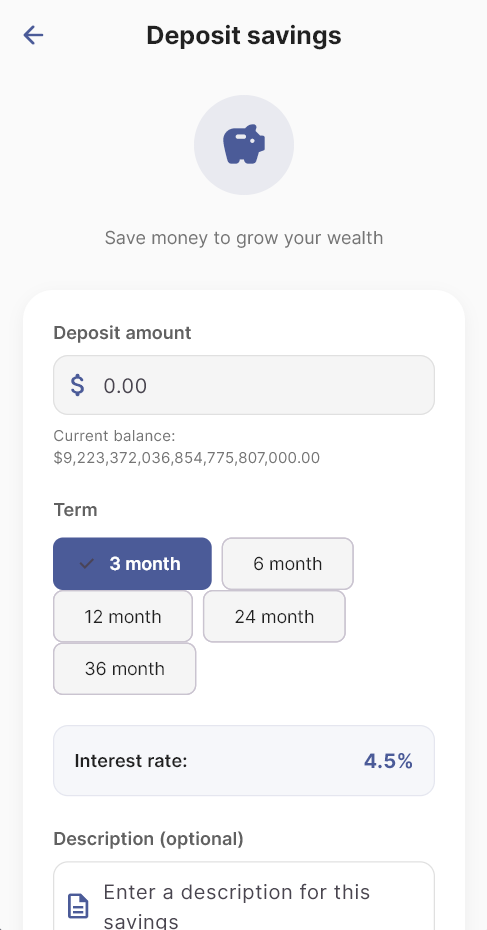 Deposit savings
Save money to grow your wealth
Deposit amount
$ 0.00
Current balance:
$9,223,372,036,854,775,807,000.00
Term
3 month
6 month
12 month
24 month
36 month
Interest rate: 4.5%
Description (optional)
Enter a description for this
savings